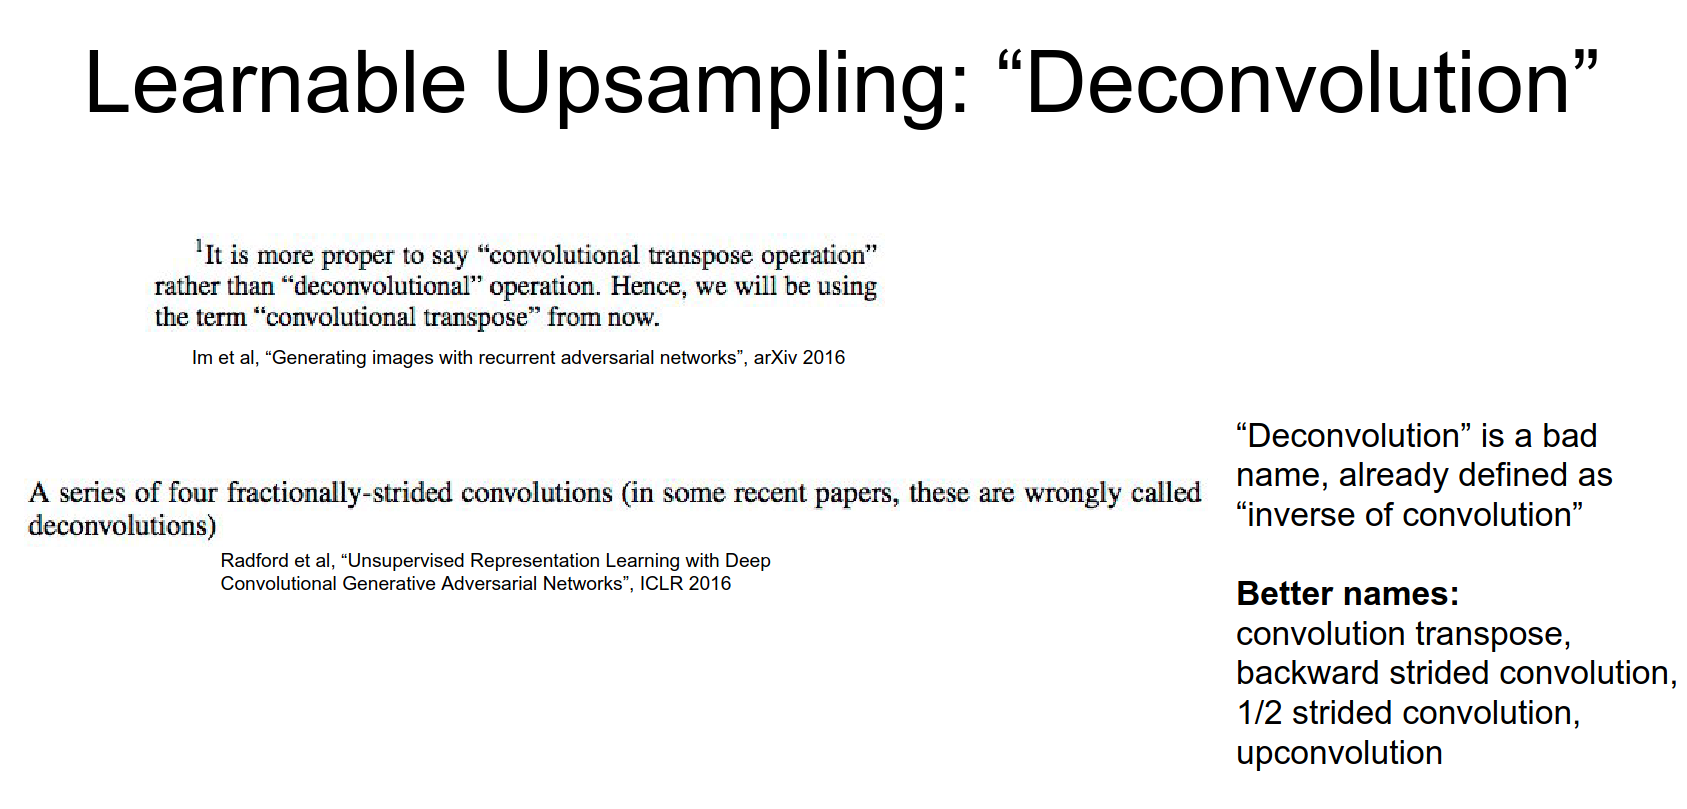 Learnable Upsampling: “Deconvolution”
¹It is more proper to say “convolutional transpose operation”
rather than “deconvolutional” operation. Hence, we will be using
the term “convolutional transpose” from now.
Im et al, “Generating images with recurrent adversarial networks”, arXiv 2016
A series of four fractionally-strided convolutions (in some recent papers, these are wrongly called
deconvolutions)
Radford et al, “Unsupervised Representation Learning with Deep
Convolutional Generative Adversarial Networks”, ICLR 2016
“Deconvolution” is a bad
name, already defined as
“inverse of convolution”
Better names:
convolution transpose,
backward strided convolution,
1/2 strided convolution,
upconvolution